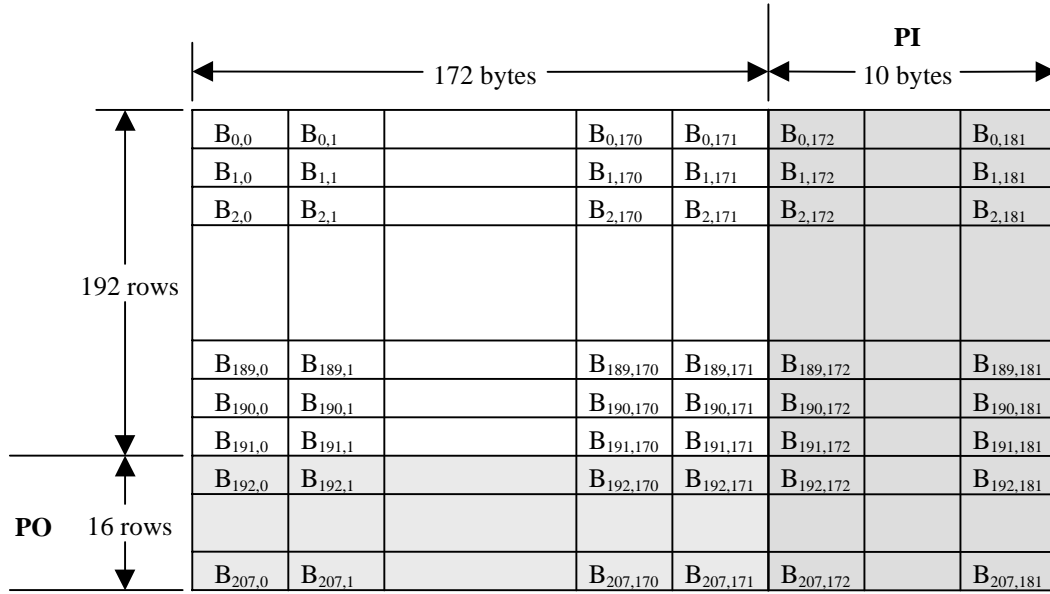 PI
172 bytes 10 bytes
B0,0 B0,1 B0,170 B0,171 B0,172 B0,181
B1,0 B1,1 B1,170 B1,171 B1,172 B1,181
B2,0 B2,1 B2,170 B2,171 B2,172 B2,181
192 rows
B189,0 B189,1 B189,170 B189,171 B189,172 B189,181
B190,0 B190,1 B190,170 B190,171 B190,172 B190,181
B191,0 B191,1 B191,170 B191,171 B191,172 B191,181
B192,0 B192,1 B192,170 B192,171 B192,172 B192,181
PO 16 rows
B207,0 B207,1 B207,170 B207,171 B207,172 B207,181